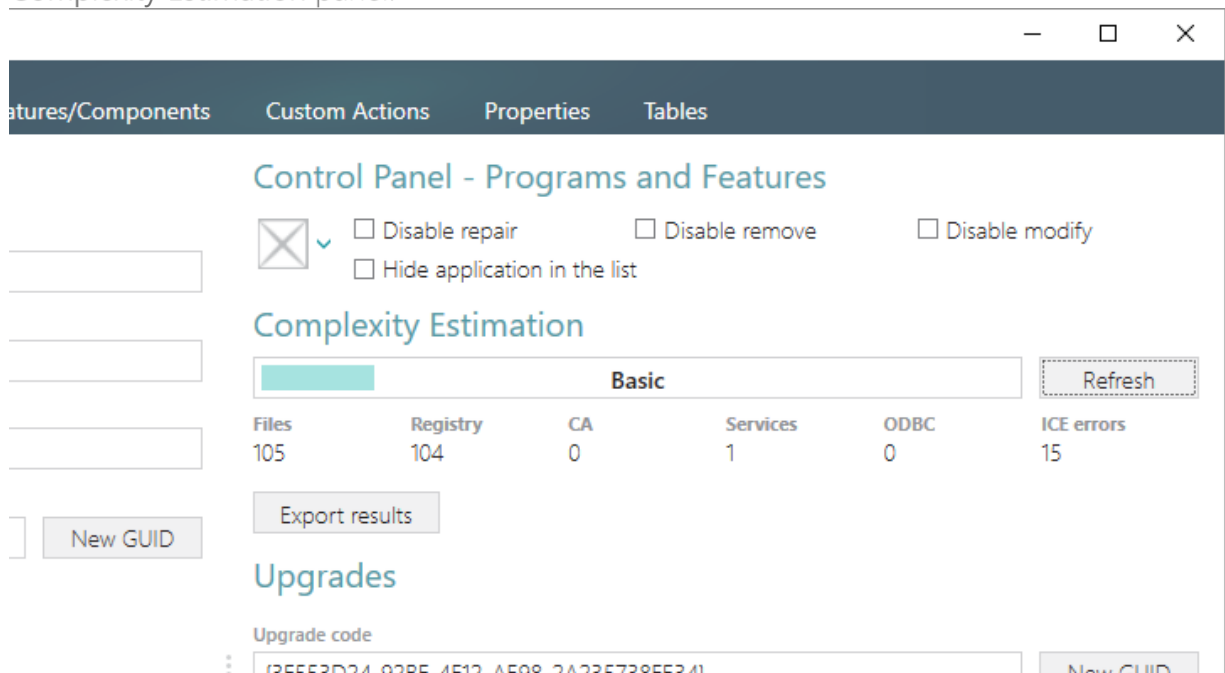 atures/Components Custom Actions Properties Tables
Control Panel - Programs and Features
Disable repair Disable remove Disable modify
Hide application in the list
Complexity Estimation
Basic Refresh
Files Registry CA Services ODBC ICE errors
105 104 0 1 0 15
Export results
New GUID
Upgrades
Upgrade code
New GUID